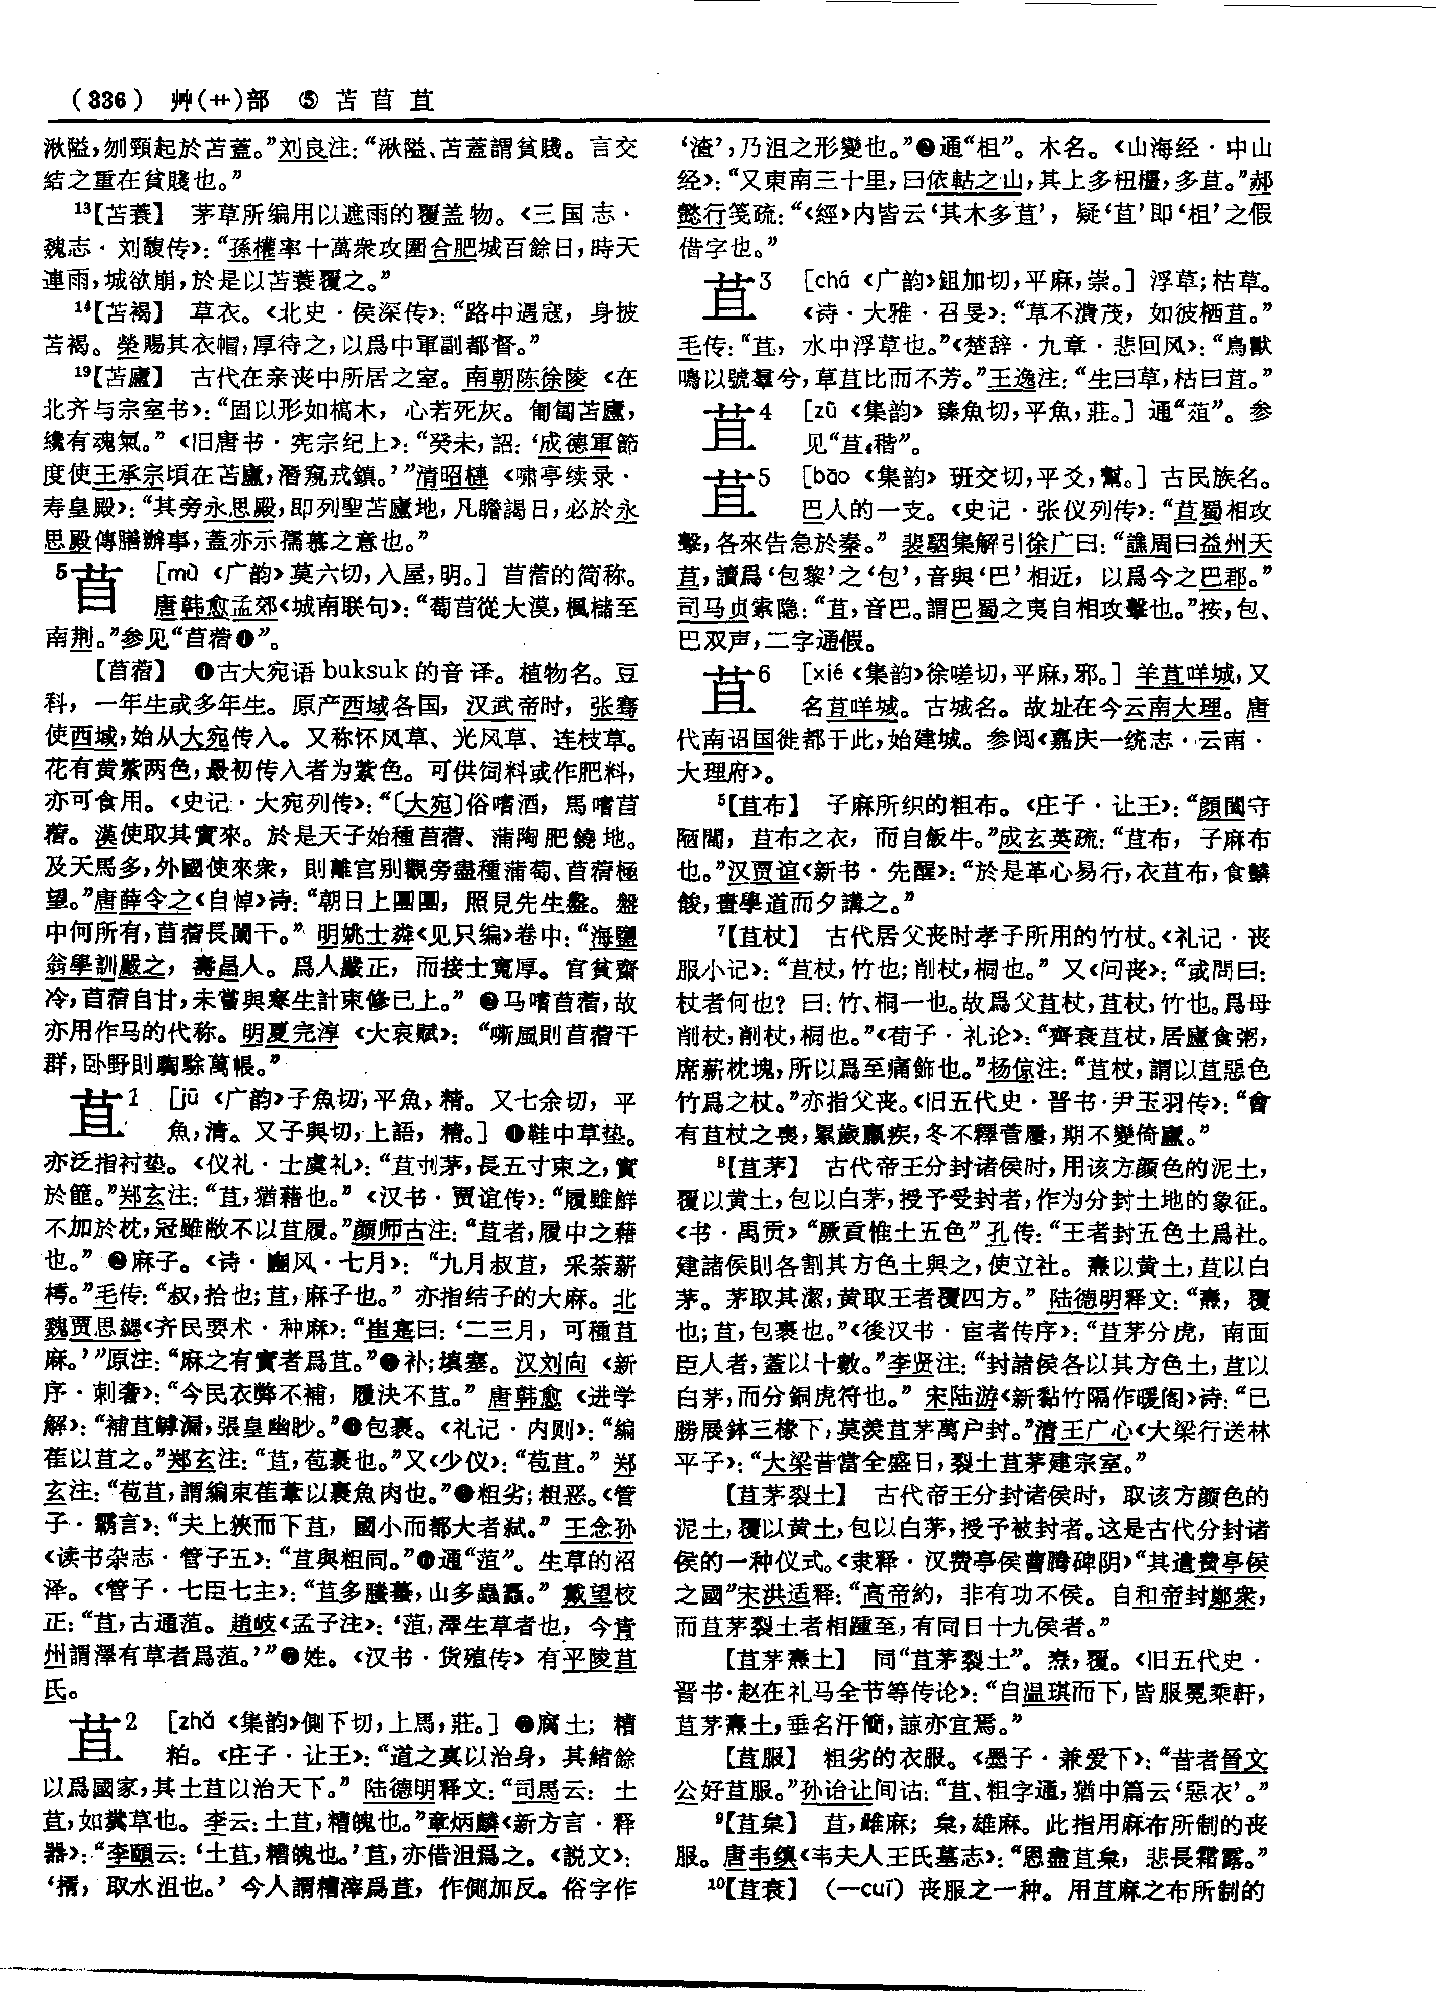 (336) 艸(艹)部 ⑤ 苫苜苴
湫隘,刎頸起於苫蓋。”刘良注:“湫隘、苫蓋謂貧賤。言交
結之重在貧賤也。”
13【苫蓑】 茅草所编用以遮雨的覆盖物。《三国志·
魏志·刘馥传》:“孫權率十萬衆攻圍合肥城百餘日,時天
連雨,城欲崩,於是以苫蓑覆之。”
14【苫褐】 草衣。《北史·侯深传》:“路中遇寇,身披
苫褐。榮賜其衣帽,厚待之,以爲中軍副都督。”
19【苫廬】 古代在亲丧中所居之室。南朝陈徐陵《在
北齐与宗室书》:“固以形如槁木,心若死灰。匍匐苫廬,
纔有魂氣。”《旧唐书·宪宗纪上》:“癸未,詔:‘成德軍節
度使王承宗頃在苫廬,潛窺戎鎮。’”清昭槤《啸亭续录·
寿皇殿》:“其旁永思殿,即列聖苫廬地,凡瞻謁日,必於永
思殿傳膳辦事,蓋亦示孺慕之意也。”
5苜 [mù《广韵》莫六切,入屋,明。]苜蓿的简称。
唐韩愈孟郊《城南联句》:“萄苜從大漠,楓櫧至
南荆。”参见“苜蓿❶”。
【苜蓿】 ❶古大宛语buksuk的音译。植物名。豆
科,一年生或多年生。原产西域各国,汉武帝时,张骞
使西域,始从大宛传入。又称怀风草、光风草、连枝草。
花有黄紫两色,最初传入者为紫色。可供饲料或作肥料,
亦可食用。《史记·大宛列传》:“〔大宛〕俗嗜酒,馬嗜苜
蓿。漢使取其實來。於是天子始種苜蓿、蒲陶肥饒地。
及天馬多,外國使來衆,則離宫别觀旁盡種蒲萄、苜蓿極
望。”唐薛令之《自悼》诗:“朝日上團團,照見先生盤。盤
中何所有,苜蓿長闌干。”明姚士粦《见只编》卷中:“海鹽
翁學訓嚴之,壽昌人。爲人嚴正,而接士寬厚。官貧齋
冷,苜蓿自甘,未嘗與寒生計束修已上。”❷马嗜苜蓿,故
亦用作马的代称。明夏完淳《大哀赋》:“嘶風則苜蓿千
群,卧野則騊駼萬帳。”
苴1 [jū《广韵》子魚切,平魚,精。又七余切,平
魚,清。又子與切,上語,精。]❶鞋中草垫。
亦泛指衬垫。《仪礼·士虞礼》:“苴刌茅,長五寸束之,實
於篚。”郑玄注:“苴,猶藉也。”《汉书·贾谊传》:“履雖鮮
不加於枕,冠雖敝不以苴履。”颜师古注:“苴者,履中之藉
也。”❷麻子。《诗·豳风·七月》:“九月叔苴,采荼薪
樗。”毛传:“叔,拾也;苴,麻子也。”亦指结子的大麻。北
魏贾思勰《齐民要术·种麻》:“崔寔曰:‘二三月,可種苴
麻。’”原注:“麻之有實者爲苴。”❸补;填塞。汉刘向《新
序·刺奢》:“今民衣弊不補,履決不苴。”唐韩愈《进学
解》:“補苴罅漏,張皇幽眇。”❹包裹。《礼记·内则》:“編
萑以苴之。”郑玄注:“苴,苞裹也。”又《少仪》:“苞苴。”郑
玄注:“苞苴,謂編束萑葦以裹魚肉也。”❺粗劣;粗恶。《管
子·霸言》:“夫上狹而下苴,國小而都大者弑。”王念孙
《读书杂志·管子五》:“苴與粗同。”❻通“菹”。生草的沼
泽。《管子·七臣七主》:“苴多螣蟇,山多蟲螶。”戴望校
正:“苴,古通菹。趙岐《孟子注》:‘菹,澤生草者也,今青
州謂澤有草者爲菹。’”❼姓。《汉书·货殖传》有平陵苴
氏。
苴2 [zhǎ《集韵》側下切,上馬,莊。]❶腐土;糟
粕。《庄子·让王》:“道之真以治身,其緒餘
以爲國家,其土苴以治天下。”陆德明释文:“司馬云:土
苴,如糞草也。李云:土苴,糟魄也。”章炳麟《新方言·释
器》:“李頤云:‘土苴,糟魄也。’苴,亦借沮爲之。《説文》:
‘揟,取水沮也。’今人謂糟滓爲苴,作側加反。俗字作
‘渣’,乃沮之形變也。”❷通“柤”。木名。《山海经·中山
经》:“又東南三十里,曰依軲之山,其上多杻橿,多苴。”郝
懿行笺疏:“《經》内皆云‘其木多苴’,疑‘苴’即‘柤’之假
借字也。”
苴3 [chá《广韵》鉏加切,平麻,崇。]浮草;枯草。
《诗·大雅·召旻》:“草不潰茂,如彼栖苴。”
毛传:“苴,水中浮草也。”《楚辞·九章·悲回风》:“鳥獸
鳴以號羣兮,草苴比而不芳。”王逸注:“生曰草,枯曰苴。”
苴4 [zū《集韵》臻魚切,平魚,莊。]通“蒩”。参
见“苴4稭”。
苴5 [bāo《集韵》班交切,平爻,幫。]古民族名。
巴人的一支。《史记·张仪列传》:“苴蜀相攻
擊,各來告急於秦。”裴駰集解引徐广曰:“譙周曰益州天
苴,讀爲‘包黎’之‘包’,音與‘巴’相近,以爲今之巴郡。”
司马贞索隐:“苴,音巴。謂巴蜀之夷自相攻擊也。”按,包、
巴双声,二字通假。
苴6 [xié《集韵》徐嗟切,平麻,邪。]羊苴咩城,又
名苴咩城。古城名。故址在今云南大理。唐
代南诏国徙都于此,始建城。参阅《嘉庆一统志·云南·
大理府》。
5【苴布】 子麻所织的粗布。《庄子·让王》:“顔闔守
陋閭,苴布之衣,而自飯牛。”成玄英疏:“苴布,子麻布
也。”汉贾谊《新书·先醒》:“於是革心易行,衣苴布,食䴰
餕,晝學道而夕講之。”
7【苴杖】 古代居父丧时孝子所用的竹杖。《礼记·丧
服小记》:“苴杖,竹也;削杖,桐也。”又《问丧》:“或問曰:
杖者何也?曰:竹、桐一也。故爲父苴杖,苴杖,竹也。爲母
削杖,削杖,桐也。”《荀子·礼论》:“齊衰苴杖,居廬食粥,
席薪枕塊,所以爲至痛飾也。”杨倞注:“苴杖,謂以苴惡色
竹爲之杖。”亦指父丧。《旧五代史·晋书·尹玉羽传》:“會
有苴杖之喪,累歲羸疾,冬不釋菅屨,期不變倚廬。”
8【苴茅】 古代帝王分封诸侯时,用该方颜色的泥土,
覆以黄土,包以白茅,授予受封者,作为分封土地的象征。
《书·禹贡》“厥貢惟土五色”孔传:“王者封五色土爲社。
建諸侯則各割其方色土與之,使立社。燾以黄土,苴以白
茅。茅取其潔,黄取王者覆四方。”陆德明释文:“燾,覆
也;苴,包裹也。”《後汉书·宦者传序》:“苴茅分虎,南面
臣人者,蓋以十數。”李贤注:“封諸侯各以其方色土,苴以
白茅,而分銅虎符也。”宋陆游《新黏竹隔作暖阁》诗:“已
勝展鉢三椽下,莫羨苴茅萬户封。”清王广心《大梁行送林
平子》:“大梁昔當全盛日,裂土苴茅建宗室。”
【苴茅裂土】 古代帝王分封诸侯时,取该方颜色的
泥土,覆以黄土,包以白茅,授予被封者。这是古代分封诸
侯的一种仪式。《隶释·汉费亭侯曹腾碑阴》“其遺费亭侯
之國”宋洪适释:“高帝約,非有功不侯。自和帝封鄭衆,
而苴茅裂土者相踵至,有同日十九侯者。”
【苴茅燾土】 同“苴茅裂土”。燾,覆。《旧五代史·
晋书·赵在礼马全节等传论》:“自温琪而下,皆服冕乘軒,
苴茅燾土,垂名汗簡,諒亦宜焉。”
【苴服】 粗劣的衣服。《墨子·兼爱下》:“昔者晉文
公好苴服。”孙诒让间诂:“苴、粗字通,猶中篇云‘惡衣’。”
9【苴枲】 苴,雌麻;枲,雄麻。此指用麻布所制的丧
服。唐韦缜《韦夫人王氏墓志》:“恩盡苴枲,悲長霜露。”
10【苴衰】 (—cuī)丧服之一种。用苴麻之布所制的